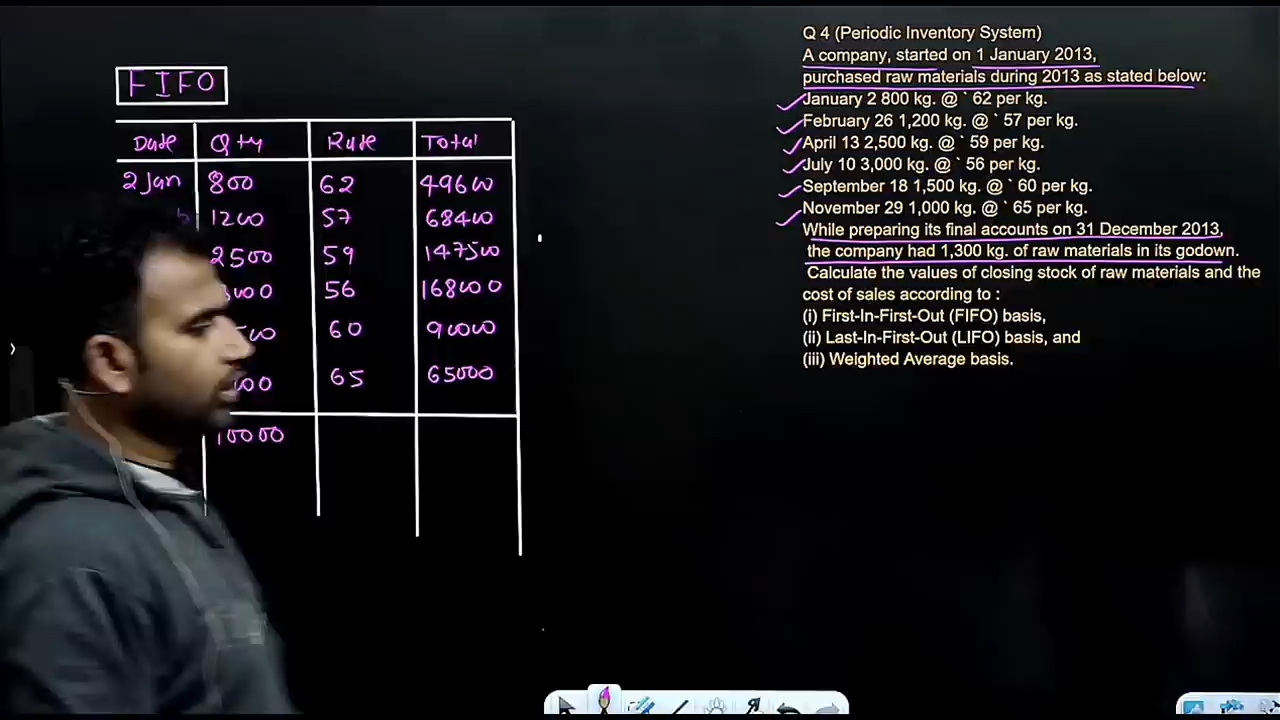 FIFO
Date Qty Rate Total
2 Jan 800 62 49600
1200 57 68400
2500 59 147500
56 168000
60 90000
65 65000
10000
Q 4 (Periodic Inventory System)
A company, started on 1 January 2013,
purchased raw materials during 2013 as stated below:
January 2 800 kg. @ ` 62 per kg.
February 26 1,200 kg. @ ` 57 per kg.
April 13 2,500 kg. @ ` 59 per kg.
July 10 3,000 kg. @ ` 56 per kg.
September 18 1,500 kg. @ ` 60 per kg.
November 29 1,000 kg. @ ` 65 per kg.
While preparing its final accounts on 31 December 2013,
the company had 1,300 kg. of raw materials in its godown.
Calculate the values of closing stock of raw materials and the
cost of sales according to :
(i) First-In-First-Out (FIFO) basis,
(ii) Last-In-First-Out (LIFO) basis, and
(iii) Weighted Average basis.